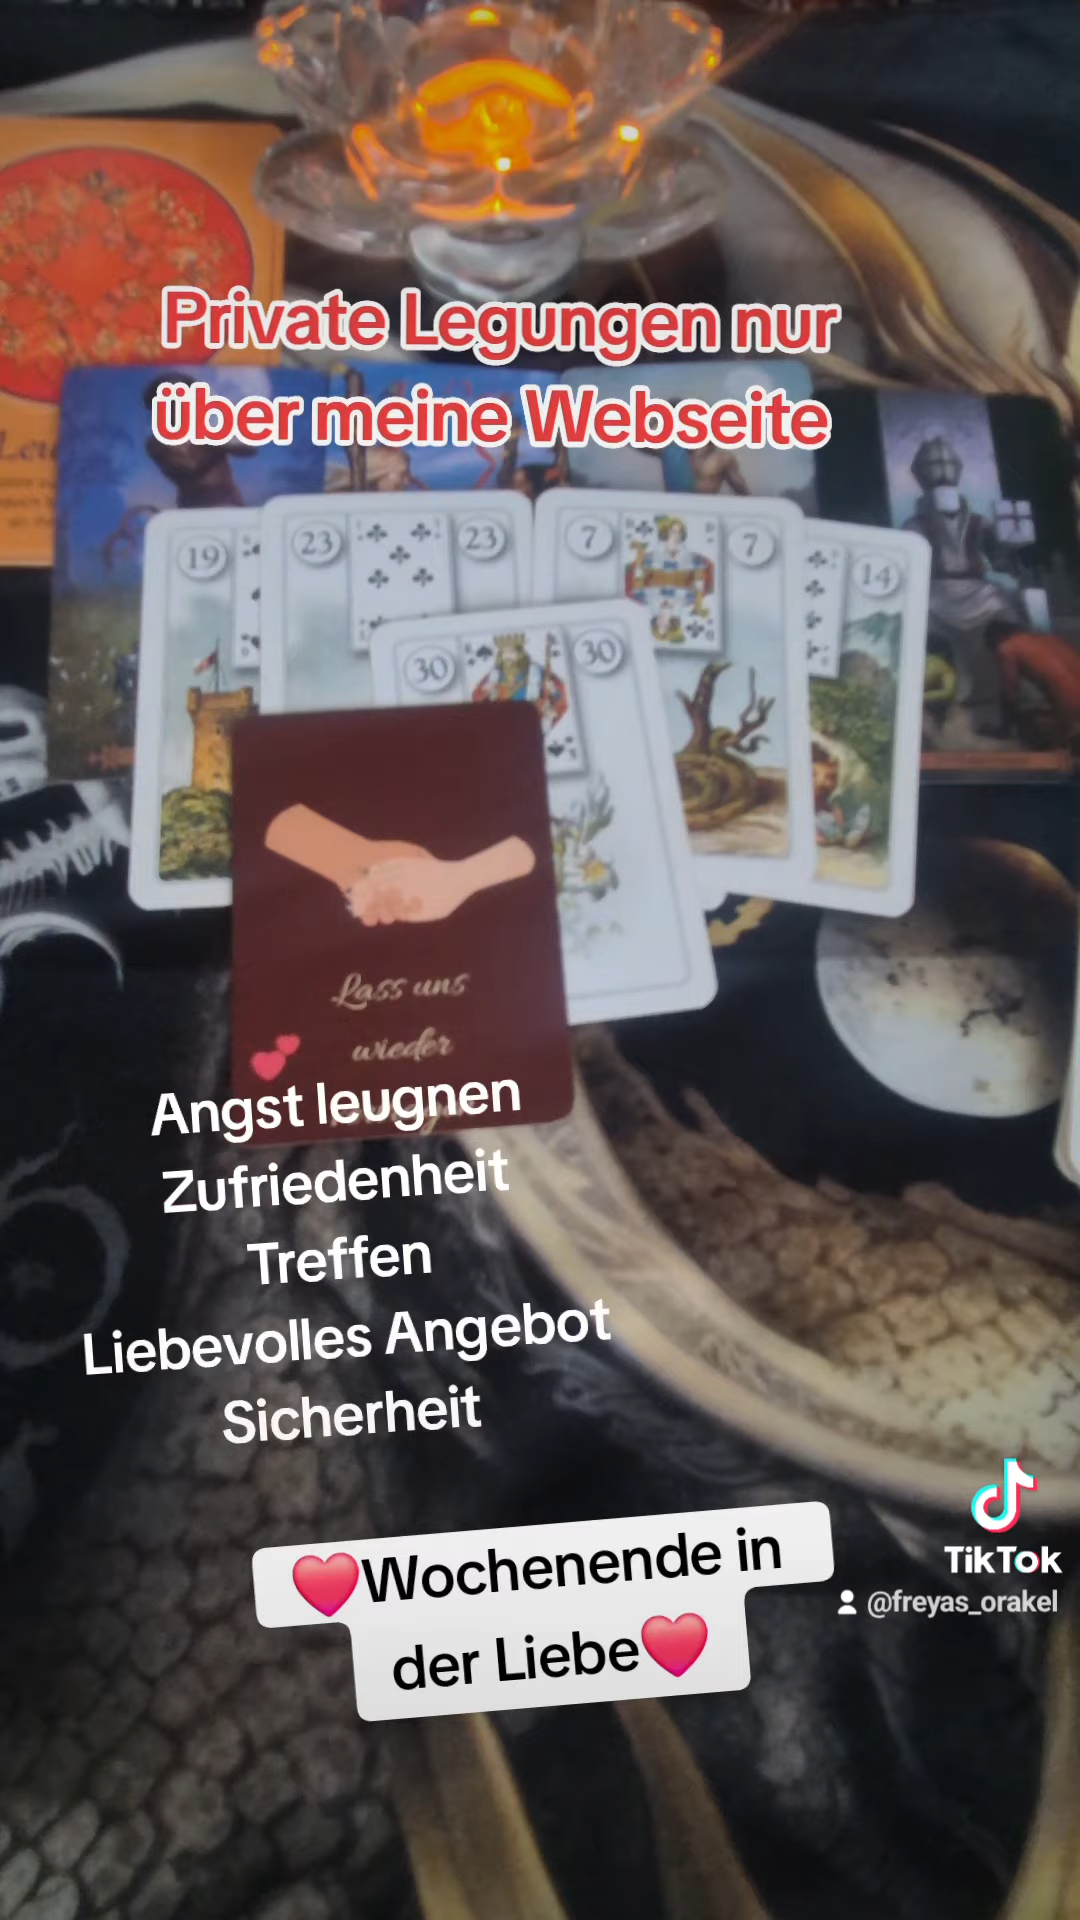 Private Legungen nur
über meine Webseite
19
23
23
7
7
14
30
30
Lass uns
wieder
Angst leugnen
Zufriedenheit
Treffen
Liebevolles Angebot
Sicherheit
TikTok
@freyas_orakel
❤️Wochenende in
der Liebe❤️